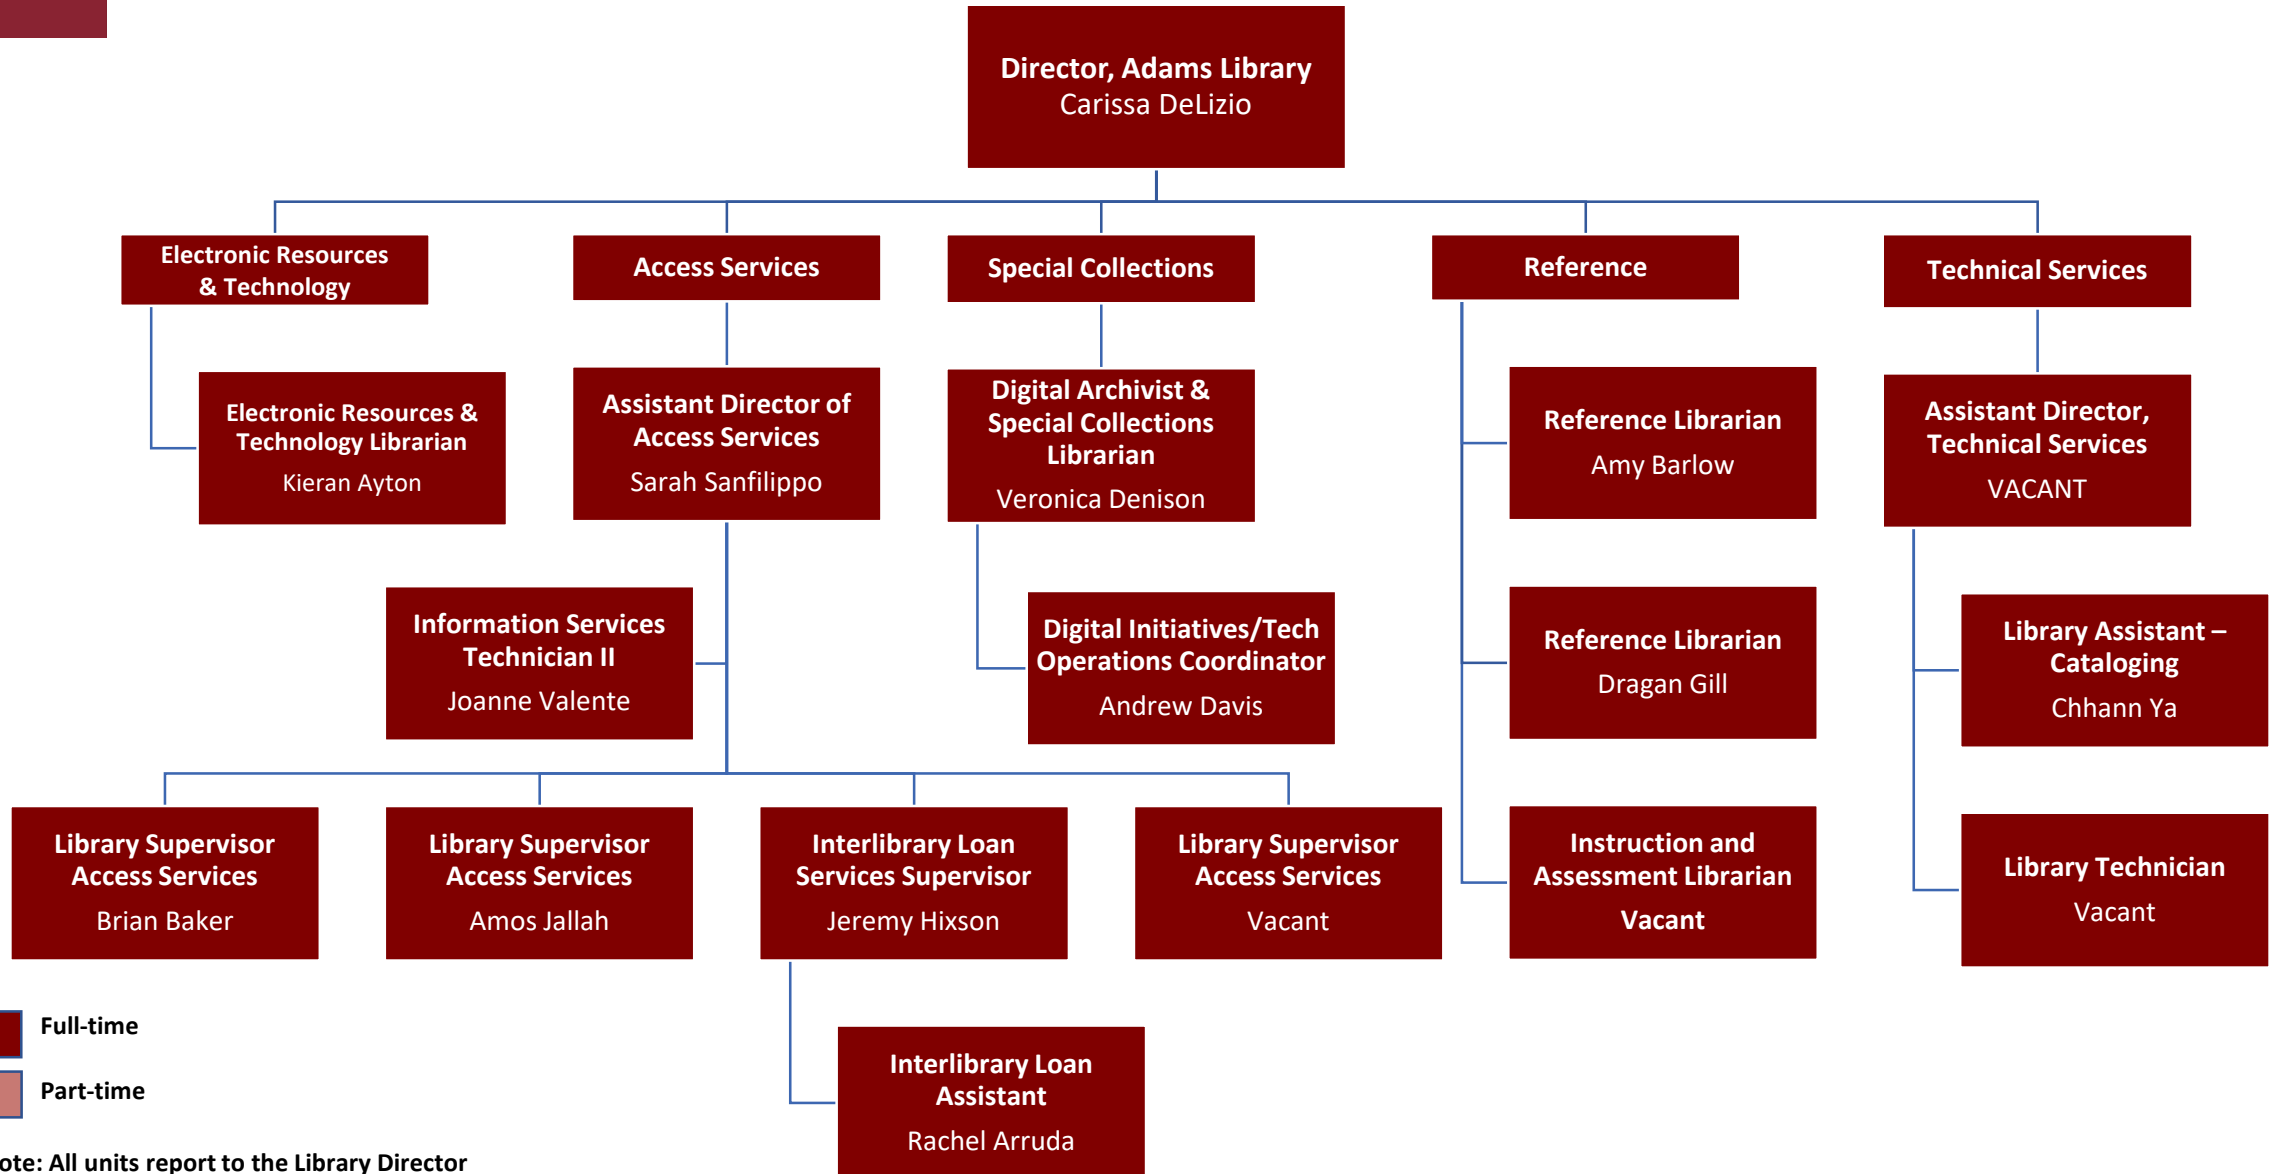 Director, Adams Library
Carissa DeLizio
Electronic Resources
& Technology
Access Services
Special Collections
Reference
Technical Services
Electronic Resources &
Technology Librarian
Kieran Ayton
Assistant Director of
Access Services
Sarah Sanfilippo
Digital Archivist &
Special Collections
Librarian
Veronica Denison
Reference Librarian
Amy Barlow
Assistant Director,
Technical Services
VACANT
Information Services
Technician II
Joanne Valente
Digital Initiatives/Tech
Operations Coordinator
Andrew Davis
Reference Librarian
Dragan Gill
Library Assistant –
Cataloging
Chhann Ya
Library Supervisor
Access Services
Brian Baker
Library Supervisor
Access Services
Amos Jallah
Interlibrary Loan
Services Supervisor
Jeremy Hixson
Library Supervisor
Access Services
Vacant
Instruction and
Assessment Librarian
Vacant
Library Technician
Vacant
Interlibrary Loan
Assistant
Rachel Arruda
Full-time
Part-time
ote: All units report to the Library Director